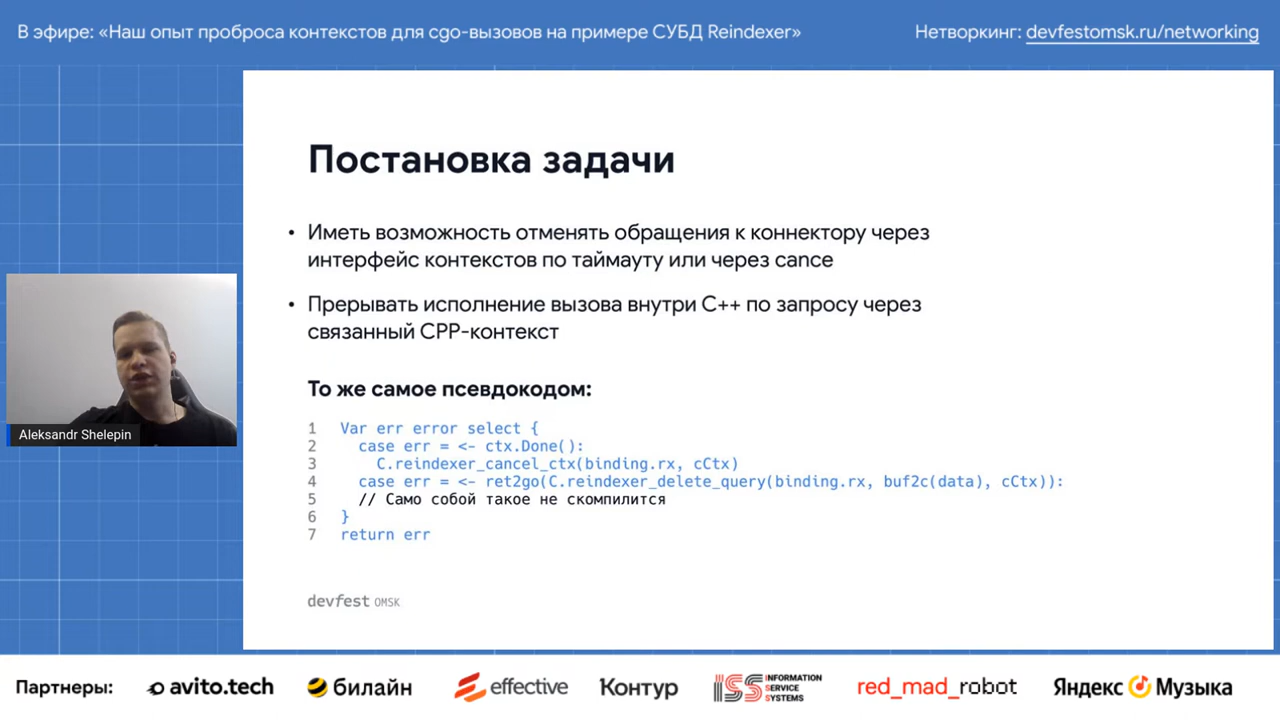 В эфире: «Наш опыт проброса контекстов для cgo-вызовов на примере СУБД Reindexer»
Нетворкинг: devfestomsk.ru/networking
Постановка задачи
• Иметь возможность отменять обращения к коннектору через
интерфейс контекстов по таймауту или через cance
• Прерывать исполнение вызова внутри C++ по запросу через
связанный CPP-контекст
То же самое псевдокодом:
1 Var err error select {
2 case err = <- ctx.Done():
3 C.reindexer_cancel_ctx(binding.rx, cCtx)
4 case err = <- ret2go(C.reindexer_delete_query(binding.rx, buf2c(data), cCtx)):
5 // Само собой такое не скомпилится
6 }
7 return err
devfest OMSK
Aleksandr Shelepin
Партнеры: avito.tech билайн effective Контур ISS INFORMATION SERVICE SYSTEMS red_mad_robot Яндекс Музыка